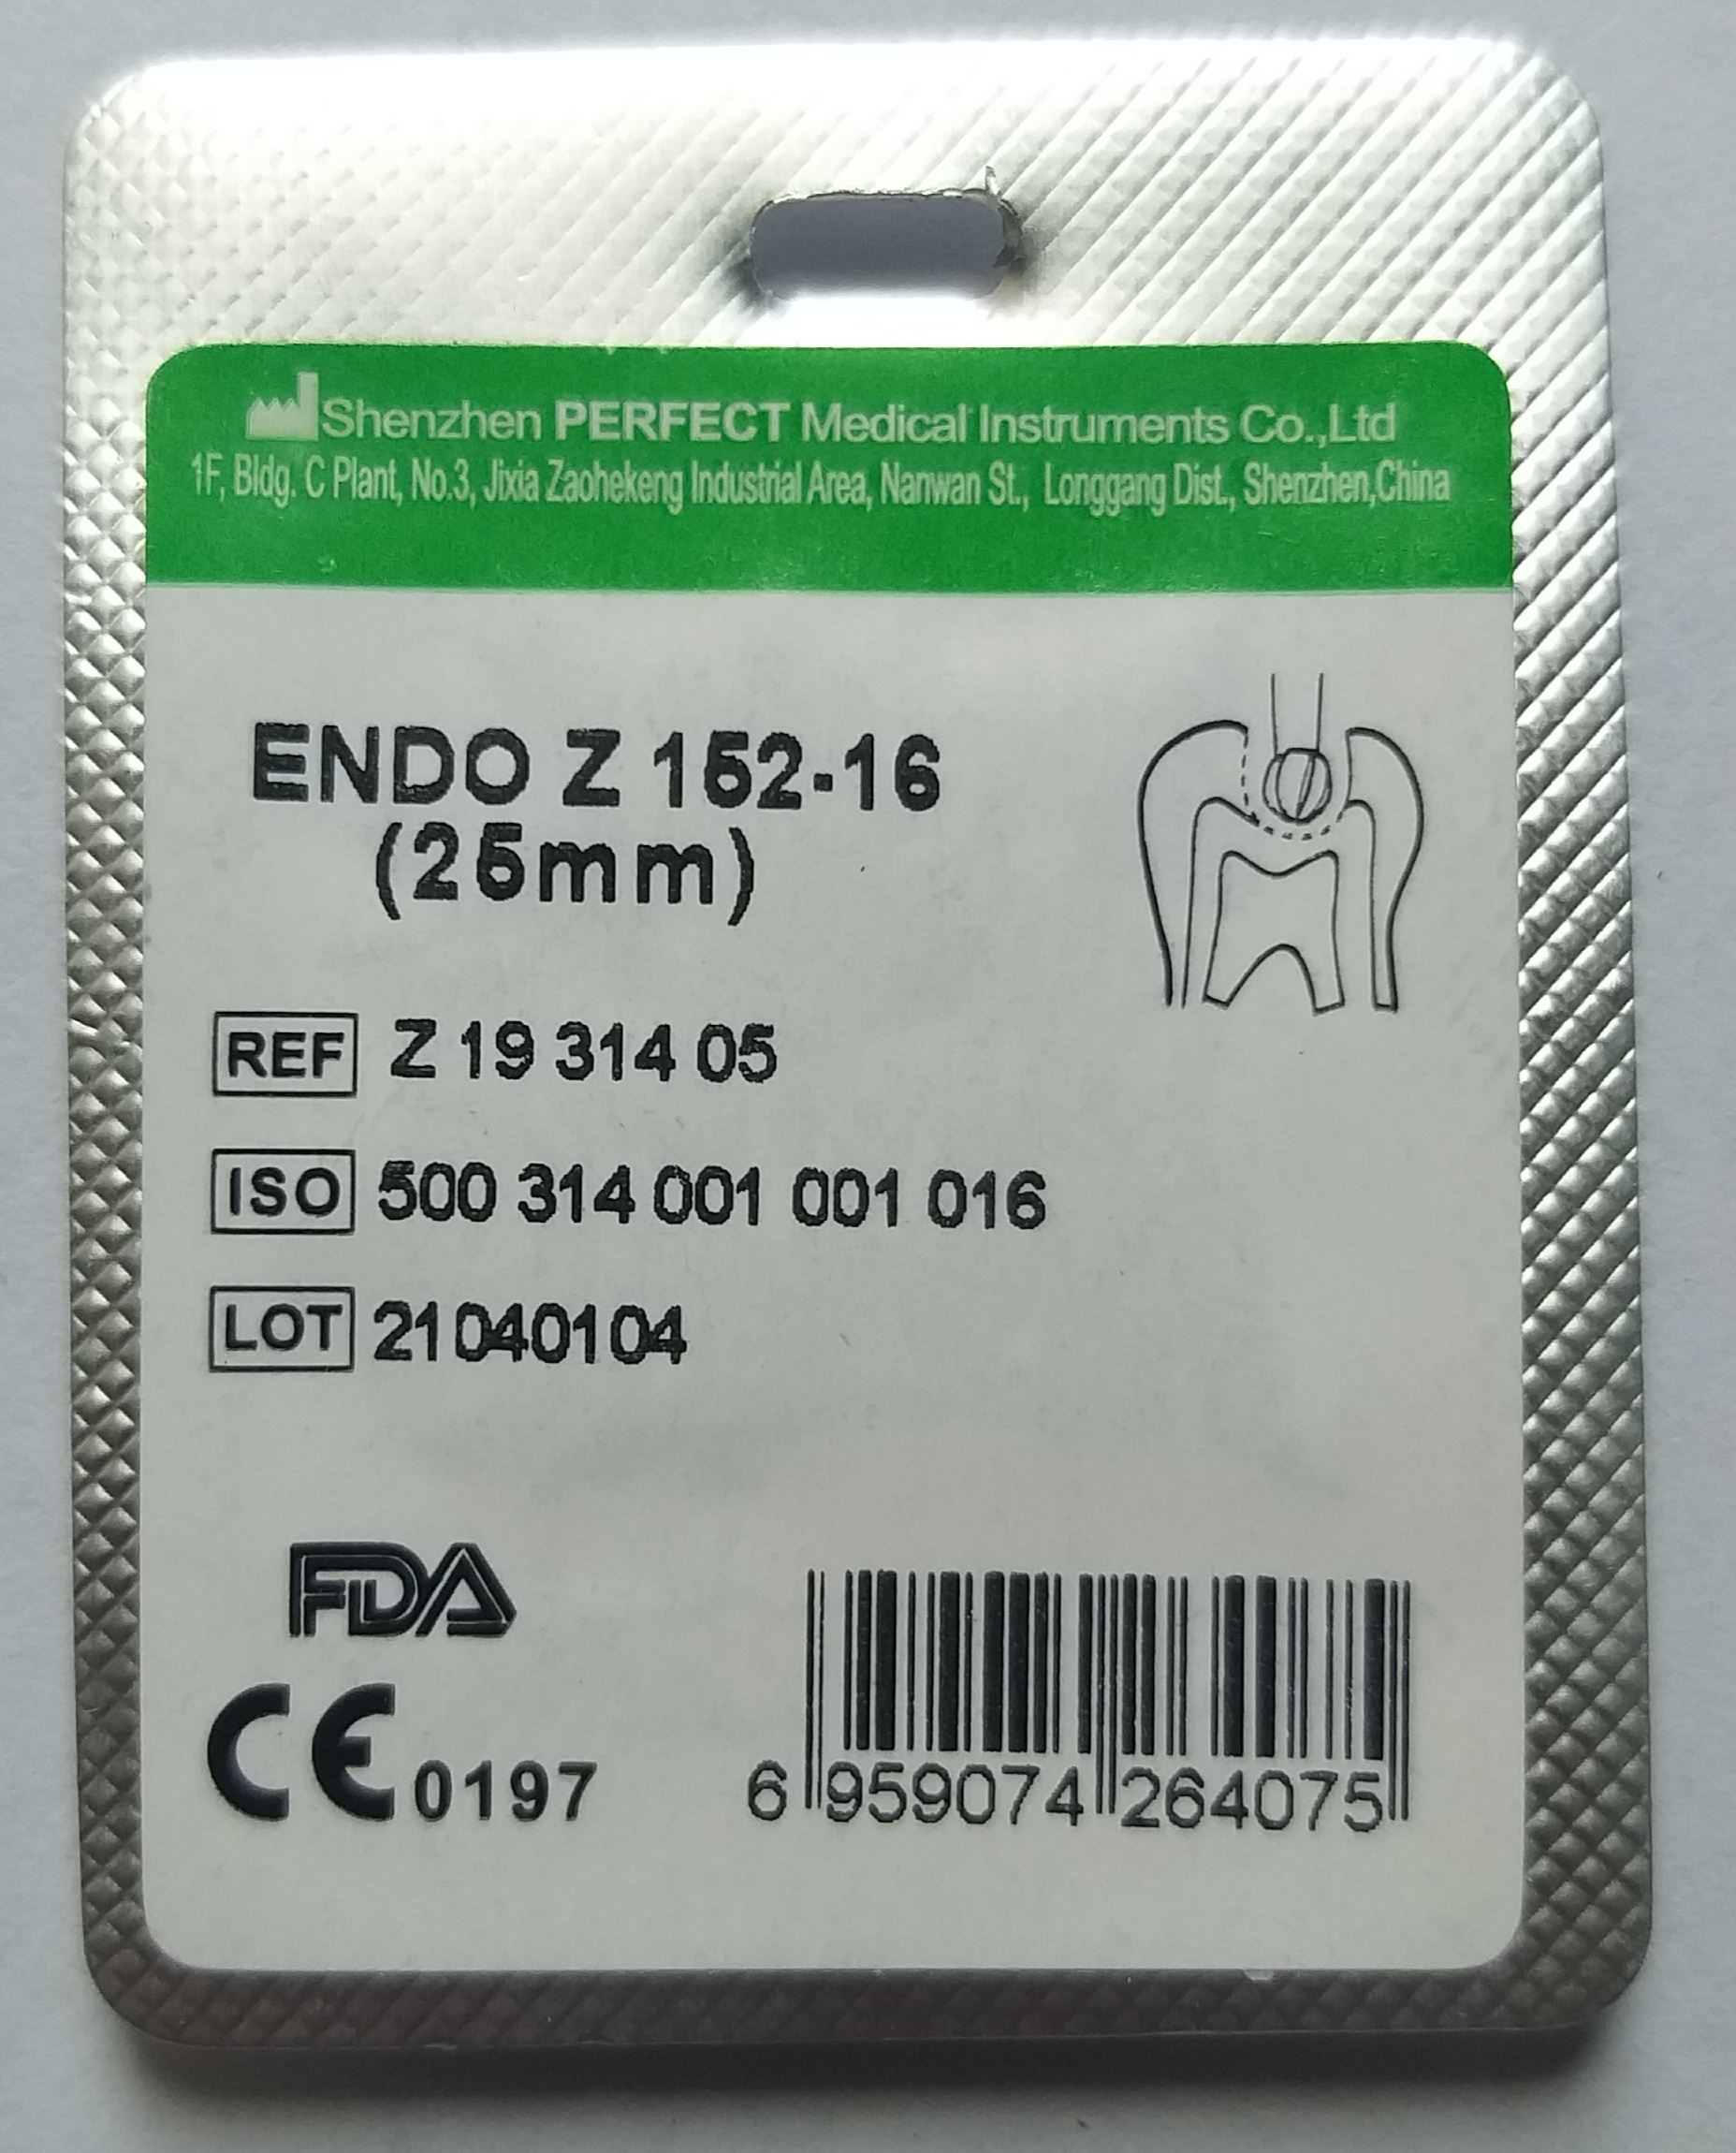 Shenzhen PERFECT Medical Instruments Co.,Ltd
1F, Bldg. C Plant, No.3, Jixia Zaohekeng Industrial Area, Nanwan St., Longgang Dist., Shenzhen,China
ENDO Z 152-16
(25mm)
REF Z 19 314 05
ISO 500 314 001 001 016
LOT 21040104
FDA
CE 0197
6 959074 264075